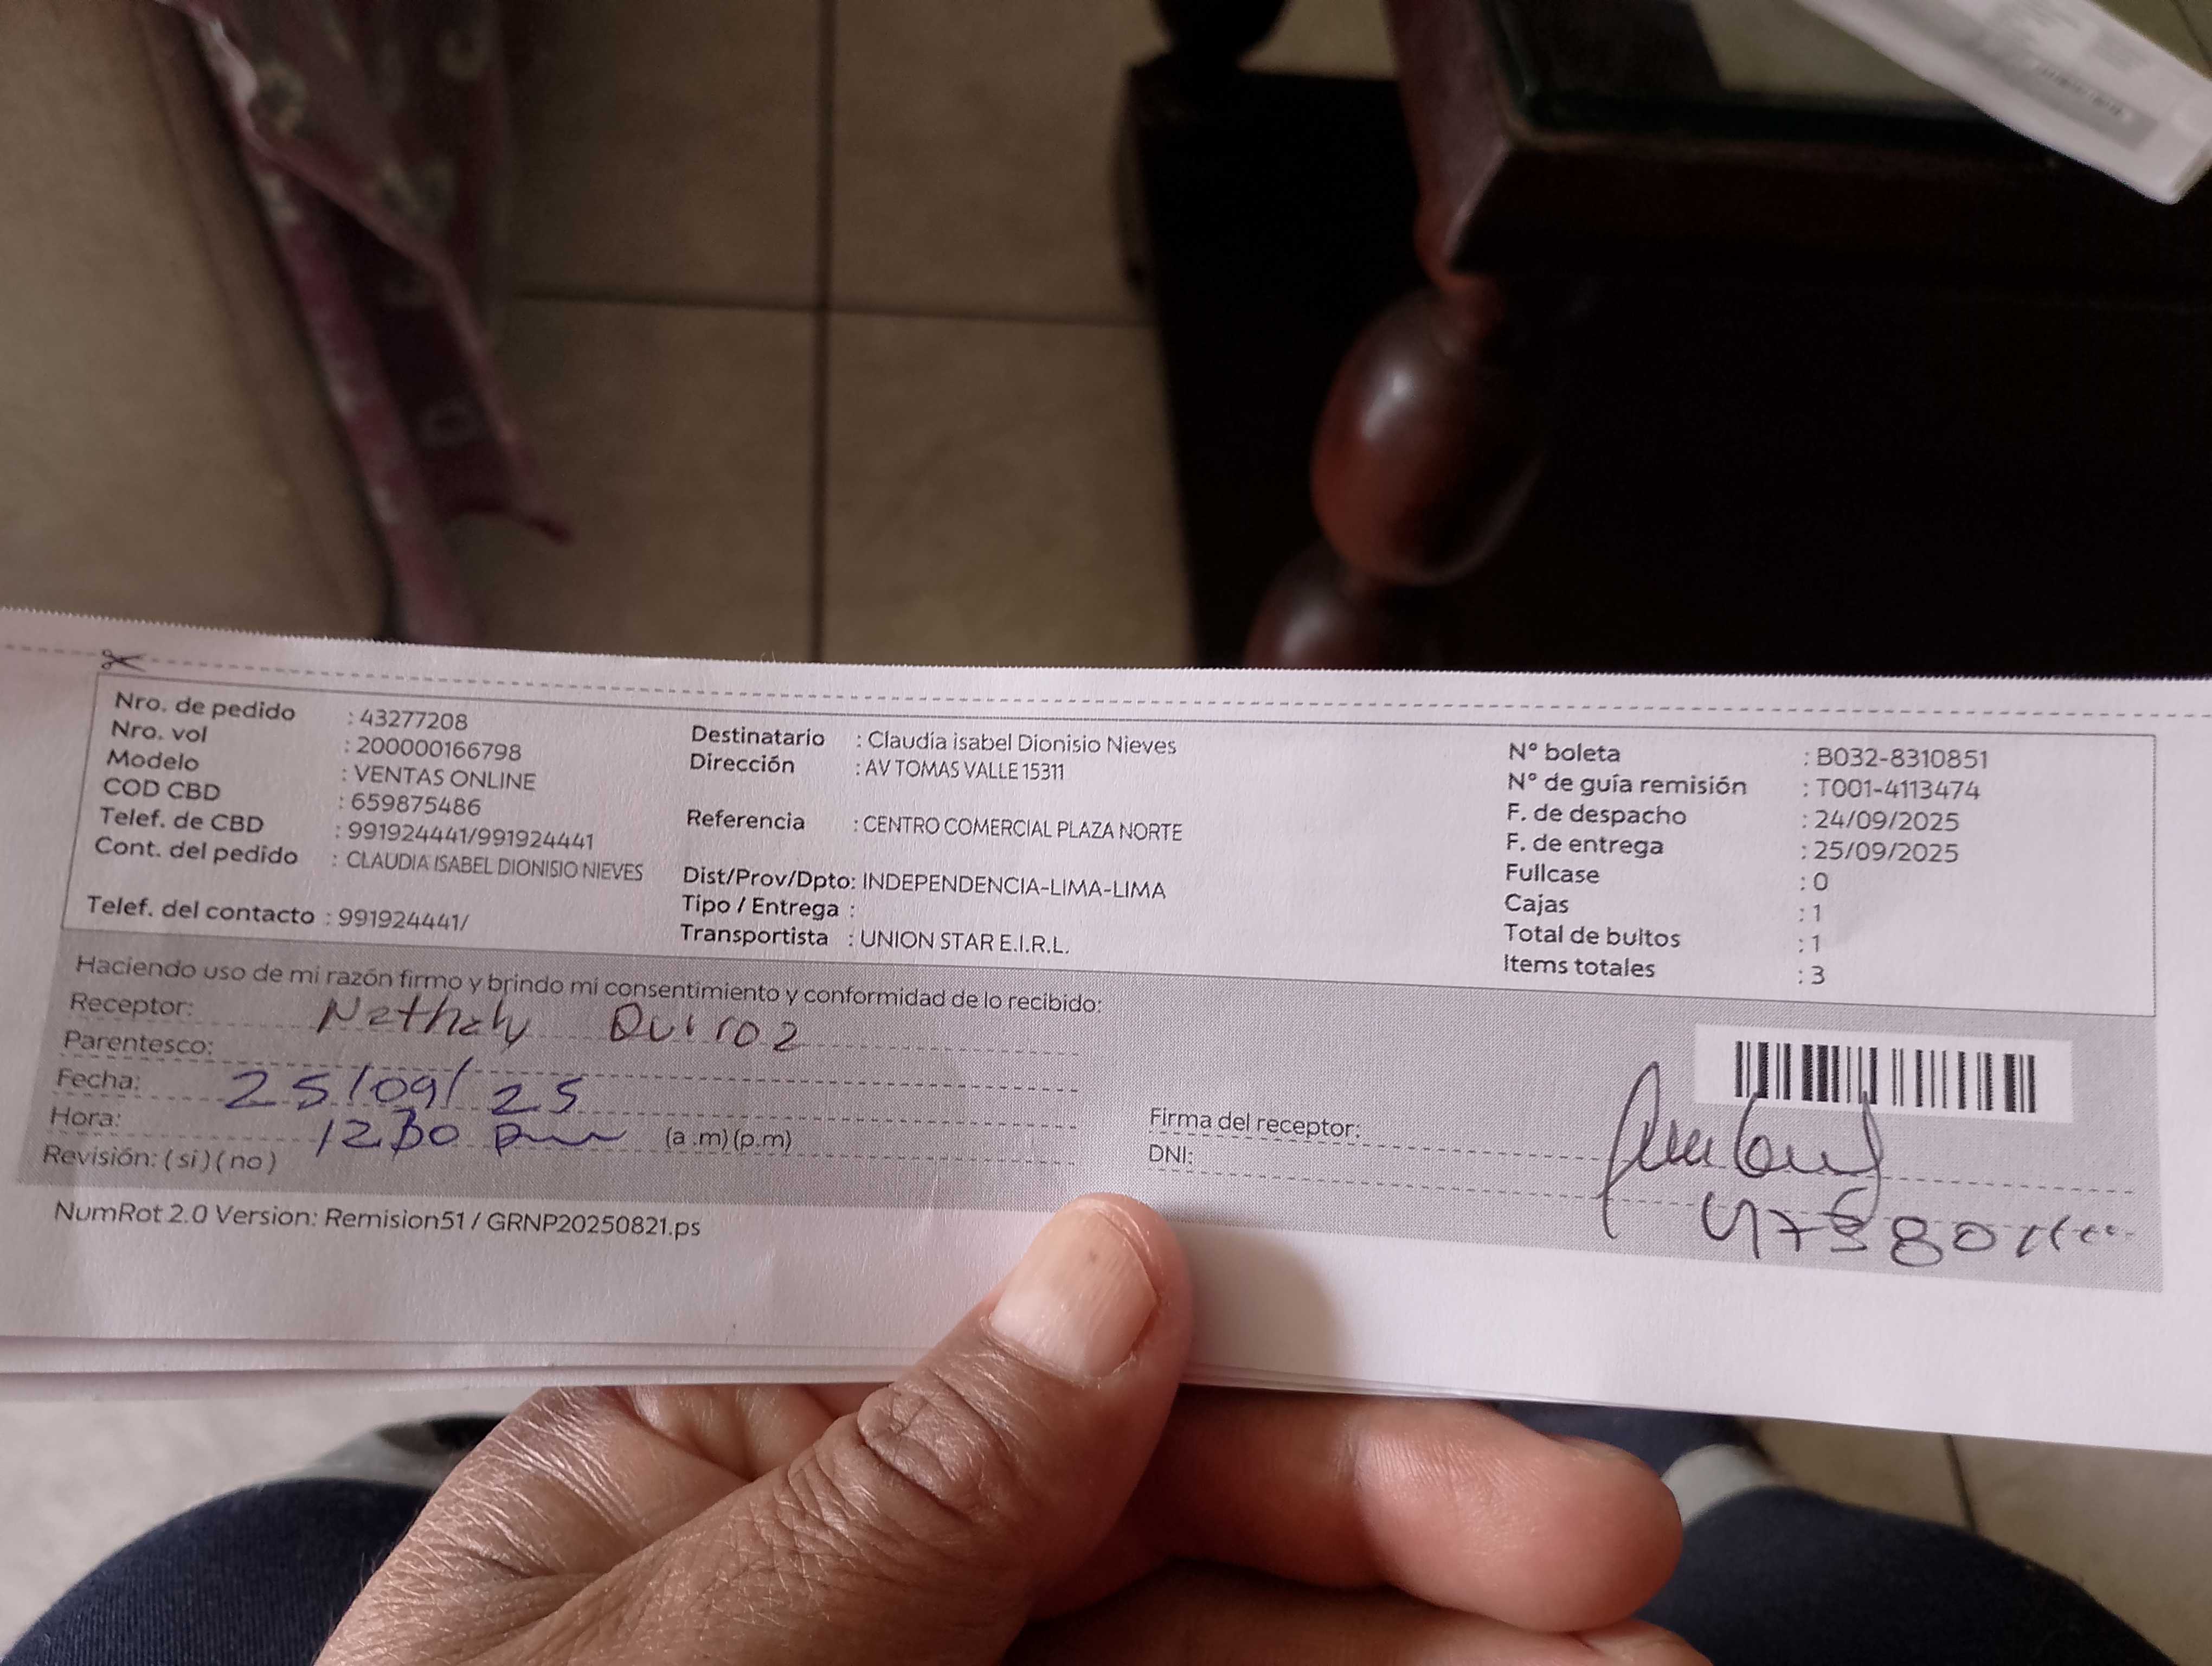 Nro. de pedido : 43277208
Nro. vol : 200000166798
Modelo : VENTAS ONLINE
COD CBD : 659875486
Telef. de CBD : 991924441/991924441
Cont. del pedido : CLAUDIA ISABEL DIONISIO NIEVES
Telef. del contacto : 991924441/
Destinatario : Claudia isabel Dionisio Nieves
Dirección : AV TOMAS VALLE 15311
Referencia : CENTRO COMERCIAL PLAZA NORTE
Dist/Prov/Dpto: INDEPENDENCIA-LIMA-LIMA
Tipo / Entrega :
Transportista : UNION STAR E.I.R.L.
N° boleta : B032-8310851
N° de guía remisión : T001-4113474
F. de despacho : 24/09/2025
F. de entrega : 25/09/2025
Fullcase : 0
Cajas : 1
Total de bultos : 1
Items totales : 3
Haciendo uso de mi razón firmo y brindo mi consentimiento y conformidad de lo recibido:
Receptor: Nathaly Quiroz
Parentesco:
Fecha: 25/09/25
Hora: 12:30 pm (a .m) (p.m)
Revisión: ( si ) ( no )
Firma del receptor:
DNI:
NumRot 2.0 Version: Remision51 / GRNP20250821.ps